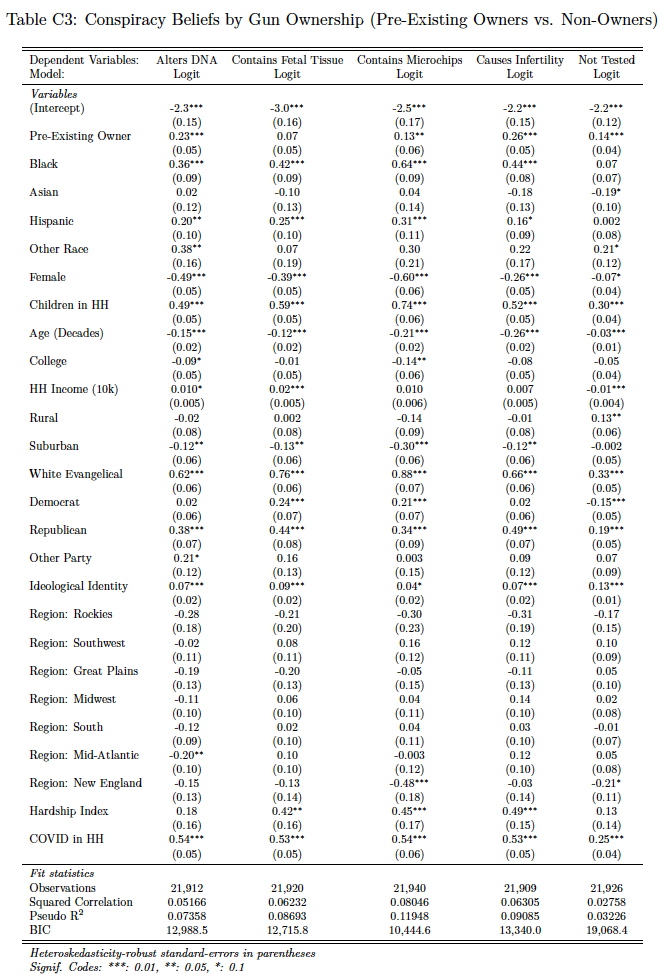 Table C3: Conspiracy Beliefs by Gun Ownership (Pre-Existing Owners vs. Non-Owners)
Dependent Variables: Alters DNA Contains Fetal Tissue Contains Microchips Causes Infertility Not Tested
Model: Logit Logit Logit Logit Logit
Variables
(Intercept) -2.3*** -3.0*** -2.5*** -2.2*** -2.2***
(0.15) (0.16) (0.17) (0.15) (0.12)
Pre-Existing Owner 0.23*** 0.07 0.13** 0.26*** 0.14***
(0.05) (0.05) (0.06) (0.05) (0.04)
Black 0.36*** 0.42*** 0.64*** 0.44*** 0.07
(0.09) (0.09) (0.09) (0.08) (0.07)
Asian 0.02 -0.10 0.04 -0.18 -0.19*
(0.12) (0.13) (0.14) (0.13) (0.10)
Hispanic 0.20** 0.25*** 0.31*** 0.16* 0.002
(0.10) (0.10) (0.11) (0.09) (0.08)
Other Race 0.38** 0.07 0.30 0.22 0.21*
(0.16) (0.19) (0.21) (0.17) (0.12)
Female -0.49*** -0.39*** -0.60*** -0.26*** -0.07*
(0.05) (0.05) (0.06) (0.05) (0.04)
Children in HH 0.49*** 0.59*** 0.74*** 0.52*** 0.30***
(0.05) (0.05) (0.06) (0.05) (0.04)
Age (Decades) -0.15*** -0.12*** -0.21*** -0.26*** -0.03***
(0.02) (0.02) (0.02) (0.02) (0.01)
College -0.09* -0.01 -0.14** -0.08 -0.05
(0.05) (0.05) (0.06) (0.05) (0.04)
HH Income (10k) 0.010* 0.02*** 0.010 0.007 -0.01***
(0.005) (0.005) (0.006) (0.005) (0.004)
Rural -0.02 0.002 -0.14 -0.01 0.13**
(0.08) (0.08) (0.09) (0.08) (0.06)
Suburban -0.12** -0.13** -0.30*** -0.12** -0.002
(0.06) (0.06) (0.06) (0.06) (0.05)
White Evangelical 0.62*** 0.76*** 0.88*** 0.66*** 0.33***
(0.06) (0.06) (0.07) (0.06) (0.05)
Democrat 0.02 0.24*** 0.21*** 0.02 -0.15***
(0.06) (0.07) (0.07) (0.06) (0.05)
Republican 0.38*** 0.44*** 0.34*** 0.49*** 0.19***
(0.07) (0.08) (0.09) (0.07) (0.05)
Other Party 0.21* 0.16 0.003 0.09 0.07
(0.12) (0.13) (0.15) (0.12) (0.09)
Ideological Identity 0.07*** 0.09*** 0.04* 0.07*** 0.13***
(0.02) (0.02) (0.02) (0.02) (0.01)
Region: Rockies -0.28 -0.21 -0.30 -0.31 -0.17
(0.18) (0.20) (0.23) (0.19) (0.15)
Region: Southwest -0.02 0.08 0.16 0.12 0.10
(0.11) (0.11) (0.12) (0.11) (0.09)
Region: Great Plains -0.19 -0.20 -0.05 -0.11 0.05
(0.13) (0.13) (0.15) (0.13) (0.10)
Region: Midwest -0.11 0.06 0.04 0.14 0.02
(0.10) (0.10) (0.11) (0.10) (0.08)
Region: South -0.12 0.02 0.04 0.03 -0.01
(0.09) (0.10) (0.11) (0.10) (0.07)
Region: Mid-Atlantic -0.20** 0.10 -0.003 0.12 0.05
(0.10) (0.10) (0.12) (0.10) (0.08)
Region: New England -0.15 -0.13 -0.48*** -0.03 -0.21*
(0.13) (0.14) (0.18) (0.14) (0.11)
Hardship Index 0.18 0.42** 0.45*** 0.49*** 0.13
(0.16) (0.16) (0.17) (0.15) (0.14)
COVID in HH 0.54*** 0.53*** 0.54*** 0.53*** 0.25***
(0.05) (0.05) (0.06) (0.05) (0.04)
Fit statistics
Observations 21,912 21,920 21,940 21,909 21,926
Squared Correlation 0.05166 0.06232 0.08046 0.06305 0.02758
Pseudo R² 0.07358 0.08693 0.11948 0.09085 0.03226
BIC 12,988.5 12,715.8 10,444.6 13,340.0 19,068.4
Heteroskedasticity-robust standard-errors in parentheses
Signif. Codes: ***: 0.01, **: 0.05, *: 0.1